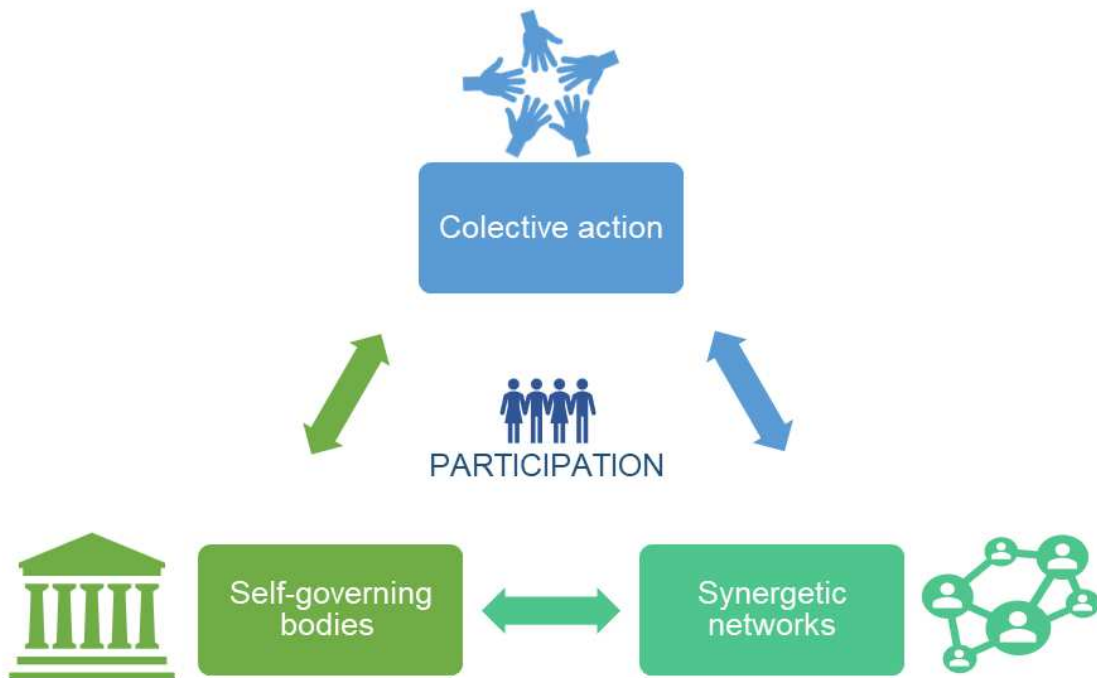 Colective action
PARTICIPATION
Self-governing
bodies
Synergetic
networks